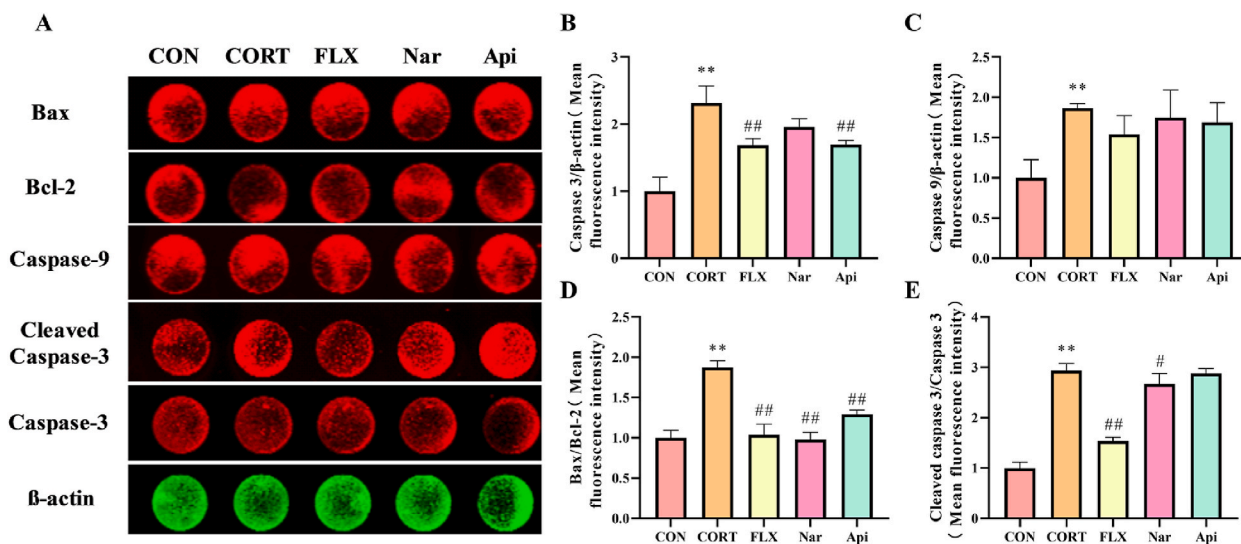 A
CON CORT FLX Nar Api
Bax
Bcl-2
Caspase-9
Cleaved
Caspase-3
Caspase-3
ß-actin
B
Caspase 3/β-actin( Mean
fluorescence intensity)
3
2
1
0
**
##
##
CON CORT FLX Nar Api
C
Caspase 9/β-actin( Mean
fluorescence intensity)
2.5
2.0
1.5
1.0
0.5
0.0
**
CON CORT FLX Nar Api
D
Bax/Bcl-2( Mean
fluorescence intensity)
2.5
2.0
1.5
1.0
0.5
0.0
**
##
##
##
CON CORT FLX Nar Api
E
Cleaved caspase 3/Caspase 3
( Mean fluorescence intensity)
4
3
2
1
0
**
##
#
CON CORT FLX Nar Api